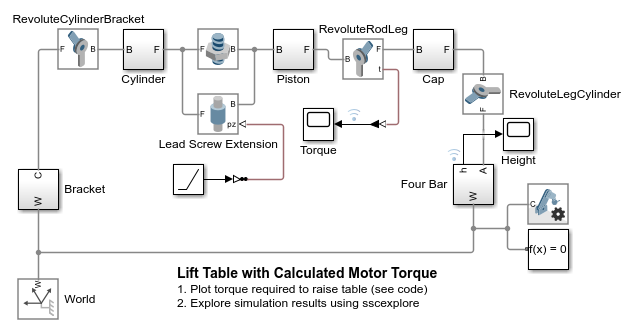 RevoluteCylinderBracket
RevoluteRodLeg
F B
B F
F B
B F
B F
t
B F
Cylinder
Piston
Cap
B
F
RevoluteLegCylinder
B
pz
F
Lead Screw Extension
Torque
Height
h A
Four Bar
W
C
Bracket
W
C
f(x) = 0
W
World
Lift Table with Calculated Motor Torque
1. Plot torque required to raise table (see code)
2. Explore simulation results using sscexplore